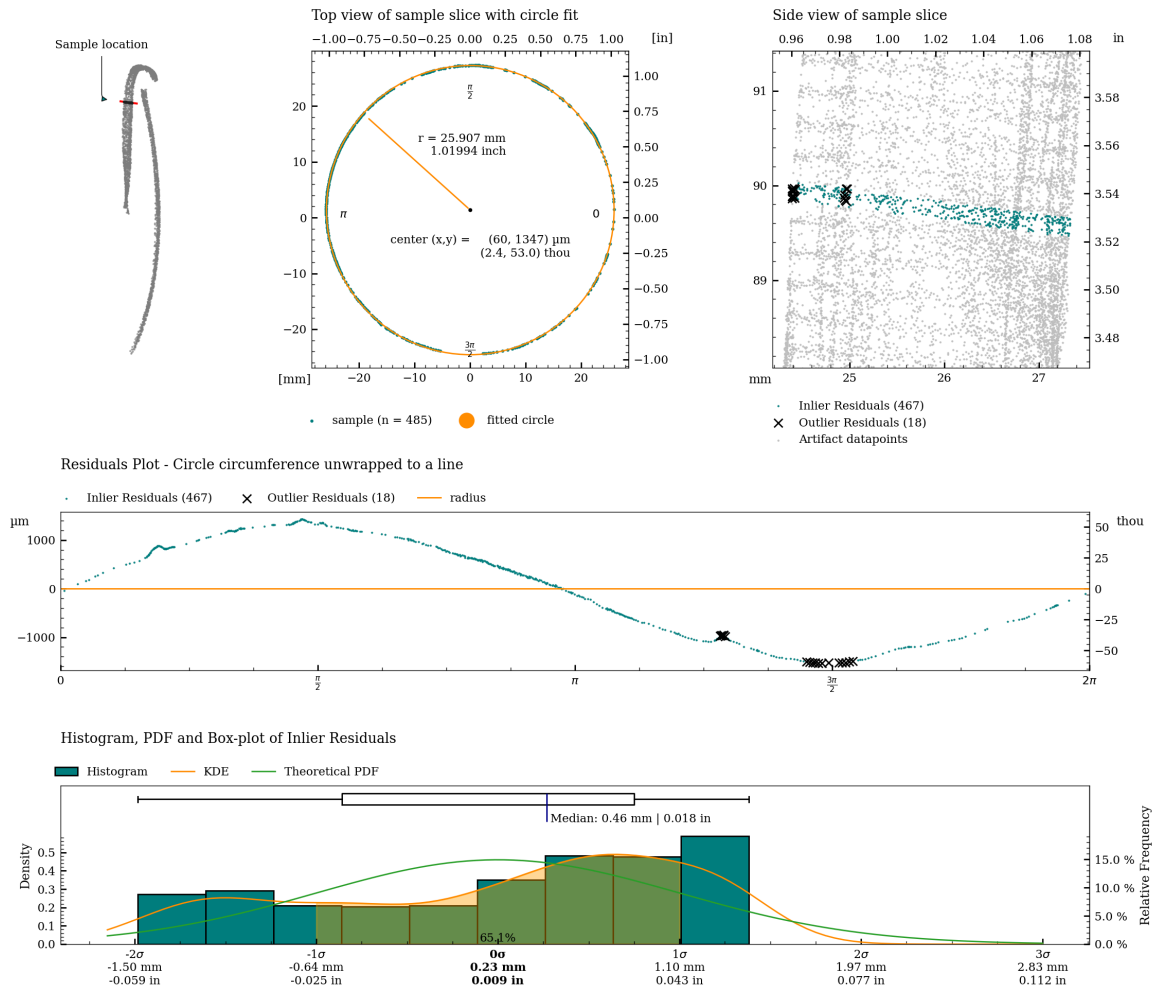 Sample location
Top view of sample slice with circle fit
−1.00 −0.75 −0.50 −0.25 0.00 0.25 0.50 0.75 1.00 [in]
20
10
0
−10
−20
[mm]
−20 −10 0 10 20
1.00
0.75
0.50
0.25
0.00
−0.25
−0.50
−0.75
−1.00
π/2
r = 25.907 mm
1.01994 inch
π
0
center (x,y) = (60, 1347) µm
(2.4, 53.0) thou
3π/2
sample (n = 485)
fitted circle
Side view of sample slice
0.96 0.98 1.00 1.02 1.04 1.06 1.08 in
91
90
89
3.58
3.56
3.54
3.52
3.50
3.48
mm
25 26 27
Inlier Residuals (467)
Outlier Residuals (18)
Artifact datapoints
Residuals Plot - Circle circumference unwrapped to a line
Inlier Residuals (467) Outlier Residuals (18) radius
µm
1000
0
−1000
thou
50
25
0
−25
−50
0 π/2 π 3π/2 2π
Histogram, PDF and Box-plot of Inlier Residuals
Histogram KDE Theoretical PDF
Median: 0.46 mm | 0.018 in
Density
0.5
0.4
0.3
0.2
0.1
0.0
Relative Frequency
15.0 %
10.0 %
5.0 %
0.0 %
65.1%
-2σ -1σ 0σ 1σ 2σ 3σ
-1.50 mm -0.64 mm 0.23 mm 1.10 mm 1.97 mm 2.83 mm
-0.059 in -0.025 in 0.009 in 0.043 in 0.077 in 0.112 in